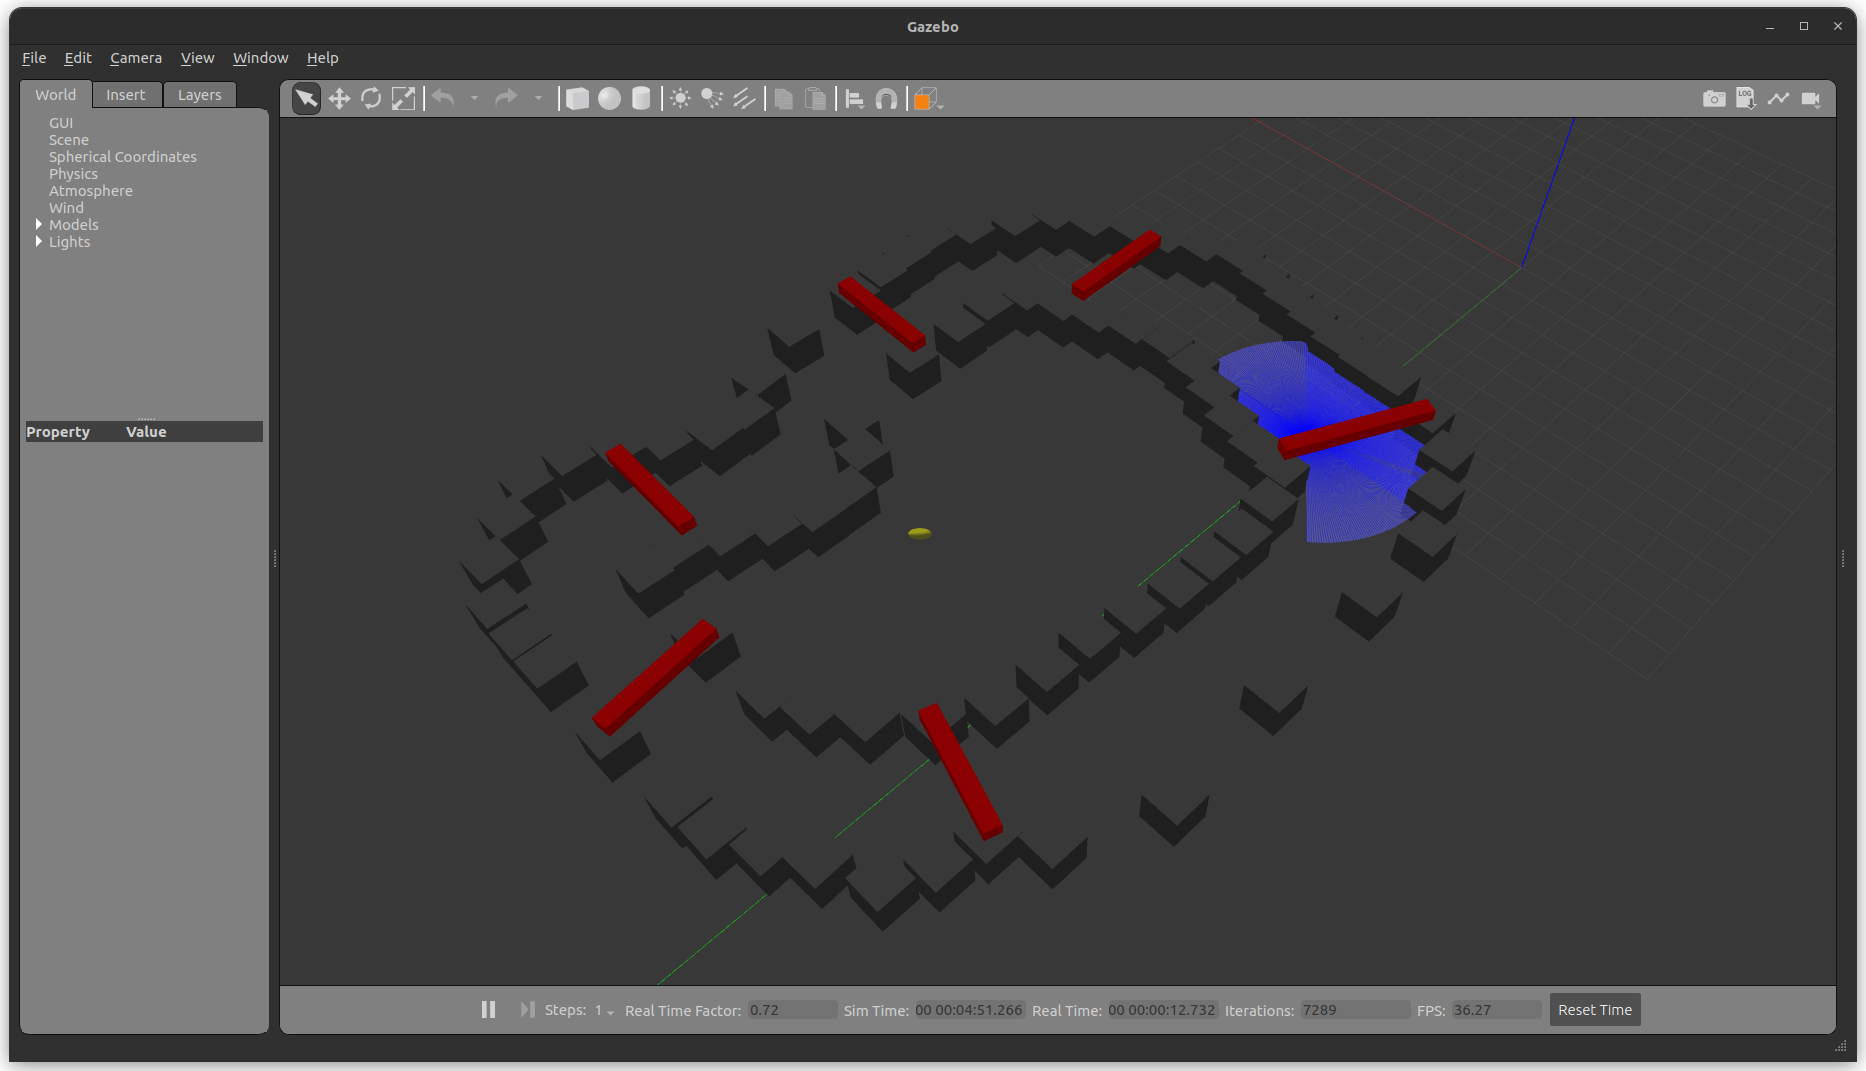 Gazebo
File Edit Camera View Window Help
World Insert Layers
LOG
GUI
Scene
Spherical Coordinates
Physics
Atmosphere
Wind
Models
Lights
Property Value
Steps: 1 Real Time Factor: 0.72 Sim Time: 00 00:04:51.266 Real Time: 00 00:00:12.732 Iterations: 7289 FPS: 36.27 Reset Time